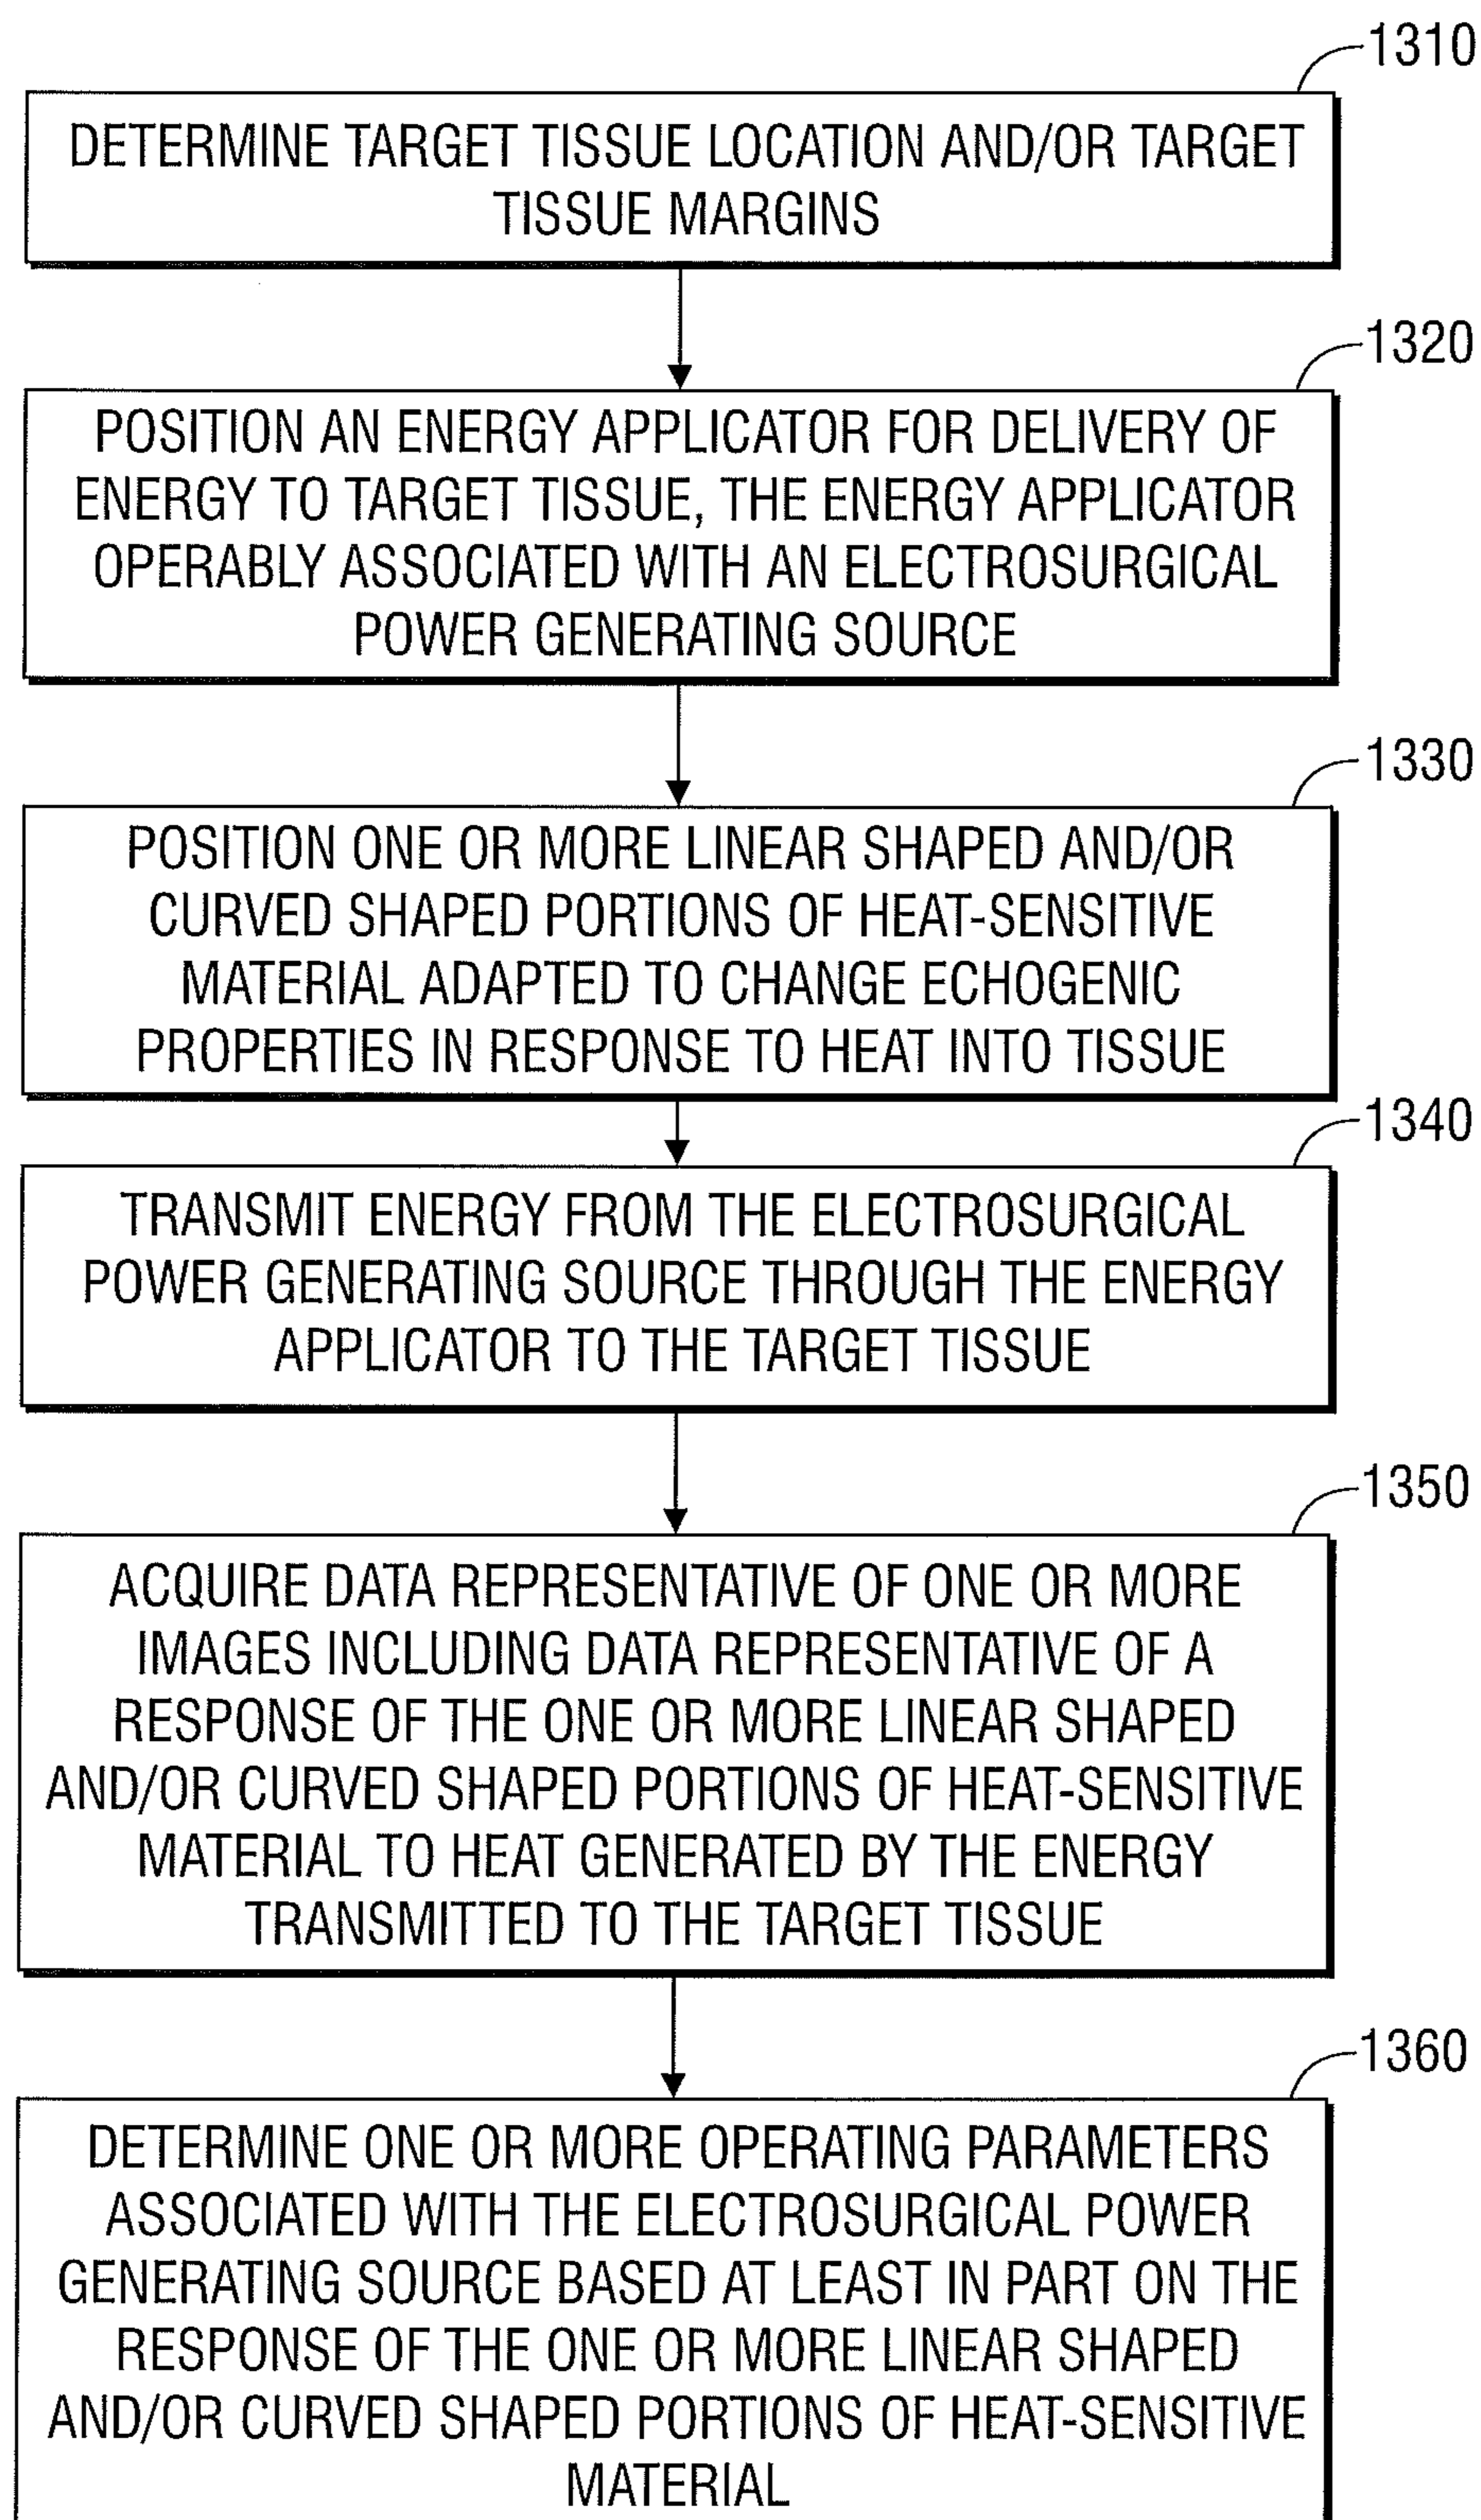 1310
DETERMINE TARGET TISSUE LOCATION AND/OR TARGET
TISSUE MARGINS
1320
POSITION AN ENERGY APPLICATOR FOR DELIVERY OF
ENERGY TO TARGET TISSUE, THE ENERGY APPLICATOR
OPERABLY ASSOCIATED WITH AN ELECTROSURGICAL
POWER GENERATING SOURCE
1330
POSITION ONE OR MORE LINEAR SHAPED AND/OR
CURVED SHAPED PORTIONS OF HEAT-SENSITIVE
MATERIAL ADAPTED TO CHANGE ECHOGENIC
PROPERTIES IN RESPONSE TO HEAT INTO TISSUE
1340
TRANSMIT ENERGY FROM THE ELECTROSURGICAL
POWER GENERATING SOURCE THROUGH THE ENERGY
APPLICATOR TO THE TARGET TISSUE
1350
ACQUIRE DATA REPRESENTATIVE OF ONE OR MORE
IMAGES INCLUDING DATA REPRESENTATIVE OF A
RESPONSE OF THE ONE OR MORE LINEAR SHAPED
AND/OR CURVED SHAPED PORTIONS OF HEAT-SENSITIVE
MATERIAL TO HEAT GENERATED BY THE ENERGY
TRANSMITTED TO THE TARGET TISSUE
1360
DETERMINE ONE OR MORE OPERATING PARAMETERS
ASSOCIATED WITH THE ELECTROSURGICAL POWER
GENERATING SOURCE BASED AT LEAST IN PART ON THE
RESPONSE OF THE ONE OR MORE LINEAR SHAPED
AND/OR CURVED SHAPED PORTIONS OF HEAT-SENSITIVE
MATERIAL